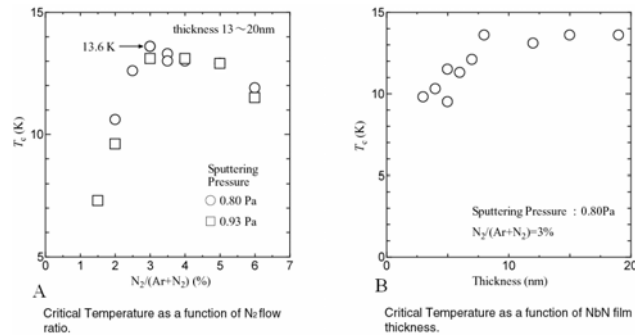 15
10
5
T_c (K)
13.6 K
thickness 13～20nm
Sputtering
Pressure
0.80 Pa
0.93 Pa
0 1 2 3 4 5 6 7
N₂/(Ar+N₂) (%)
A
Critical Temperature as a function of N₂ flow
ratio.
15
10
5
0
T_c (K)
Sputtering Pressure：0.80Pa
N₂/(Ar+N₂)=3%
0 10 20
Thickness (nm)
B
Critical Temperature as a function of NbN film
thickness.